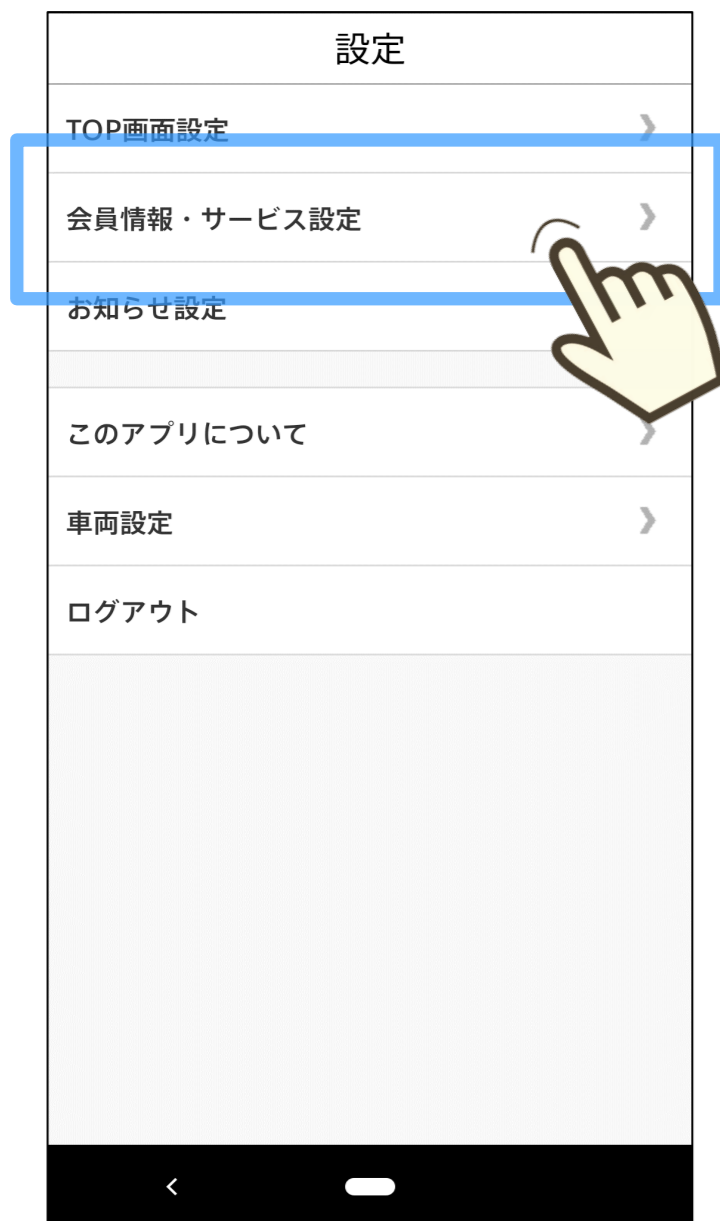 設定
TOP画面設定
会員情報・サービス設定
お知らせ設定
このアプリについて
車両設定
ログアウト